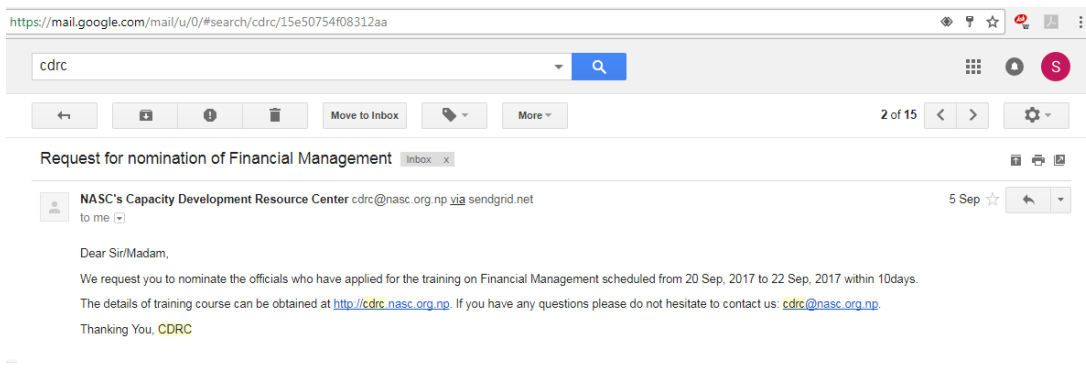 https://mail.google.com/mail/u/0/#search/cdrc/15e50754f08312aa
cdrc
S
Move to Inbox More 2 of 15
Request for nomination of Financial Management Inbox x
NASC's Capacity Development Resource Center cdrc@nasc.org.np via sendgrid.net 5 Sep
to me
Dear Sir/Madam,
We request you to nominate the officials who have applied for the training on Financial Management scheduled from 20 Sep, 2017 to 22 Sep, 2017 within 10days.
The details of training course can be obtained at http://cdrc.nasc.org.np. If you have any questions please do not hesitate to contact us: cdrc@nasc.org.np.
Thanking You, CDRC